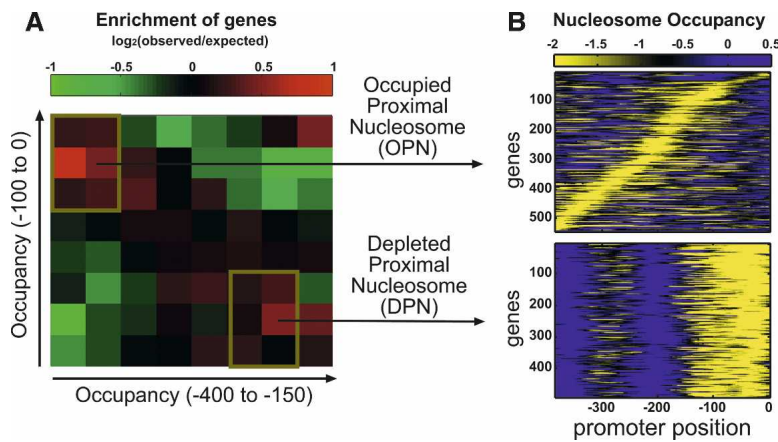 A
Enrichment of genes
log2(observed/expected)
-1 -0.5 0 0.5 1
Occupancy (-100 to 0)
Occupancy (-400 to -150)
Occupied
Proximal
Nucleosome
(OPN)
Depleted
Proximal
Nucleosome
(DPN)
B
Nucleosome Occupancy
-2 -1.5 -1 -0.5 0 0.5
genes
100
200
300
400
500
genes
100
200
300
400
-300 -200 -100 0
promoter position